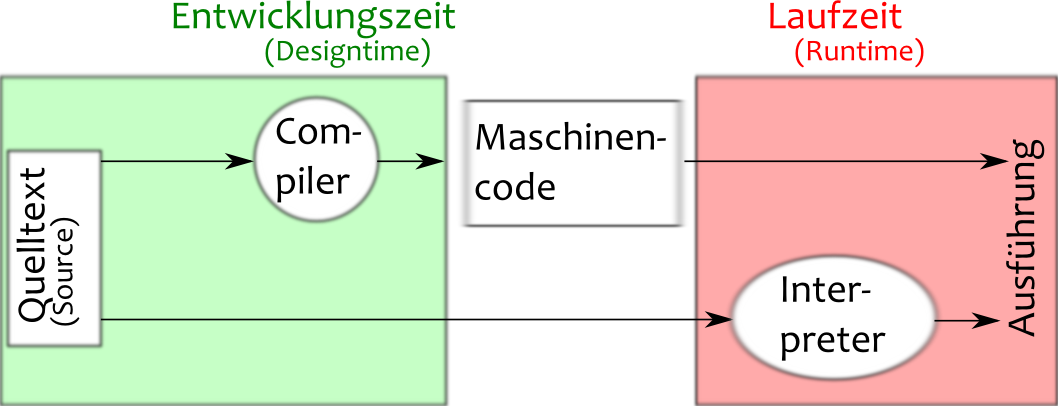 Entwicklungszeit
(Designtime)
Laufzeit
(Runtime)
Quelltext
(Source)
Com-
piler
Maschinen-
code
Inter-
preter
Ausführung